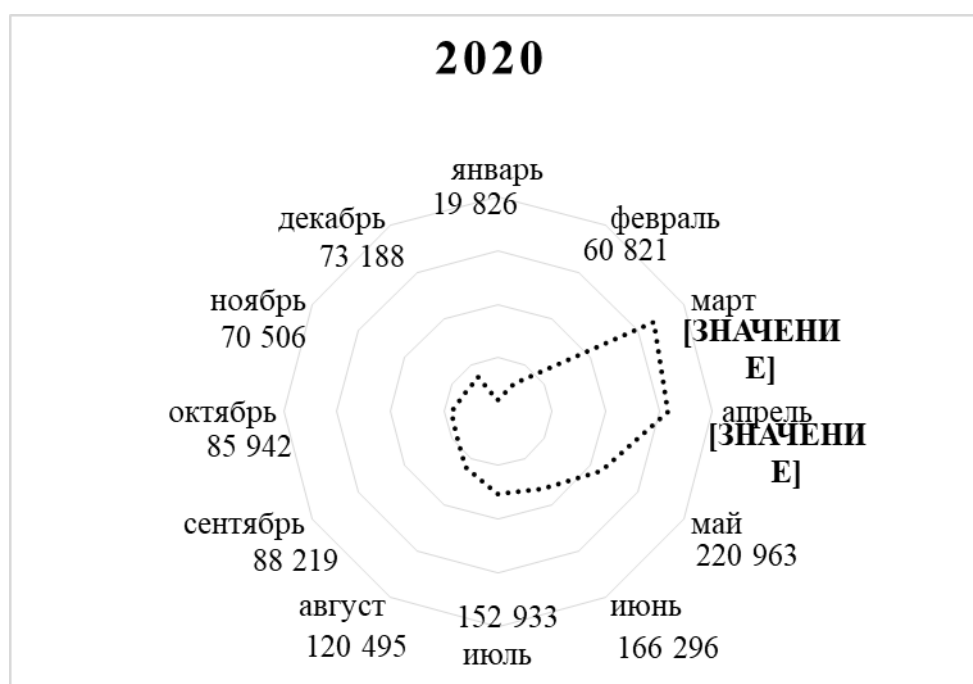 2020
январь
19 826
февраль
60 821
март
[ЗНАЧЕНИ
Е]
апрель
[ЗНАЧЕНИ
Е]
май
220 963
июнь
166 296
152 933
июль
август
120 495
сентябрь
88 219
октябрь
85 942
ноябрь
70 506
декабрь
73 188